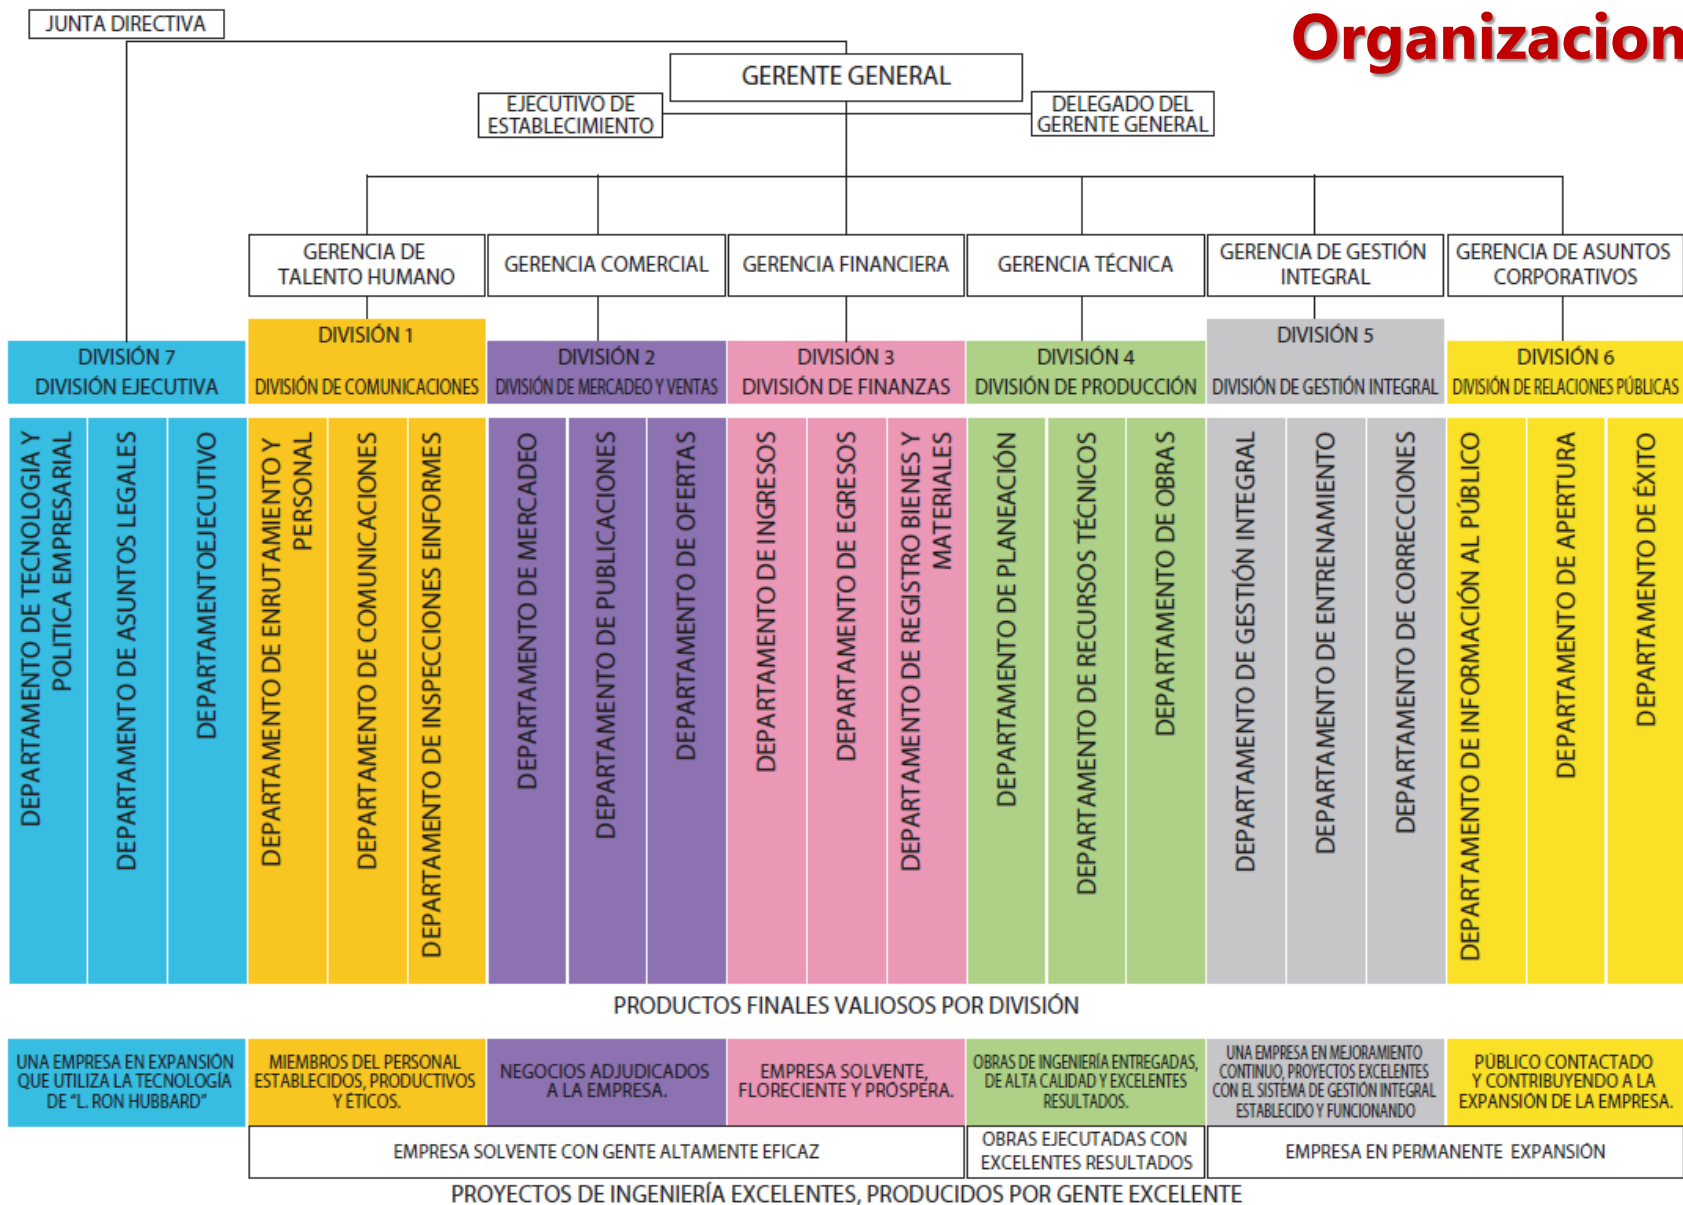 JUNTA DIRECTIVA
Organizacion
GERENTE GENERAL
EJECUTIVO DE
ESTABLECIMIENTO
DELEGADO DEL
GERENTE GENERAL
GERENCIA DE
TALENTO HUMANO
GERENCIA COMERCIAL
GERENCIA FINANCIERA
GERENCIA TÉCNICA
GERENCIA DE GESTIÓN
INTEGRAL
GERENCIA DE ASUNTOS
CORPORATIVOS
DIVISIÓN 7
DIVISIÓN EJECUTIVA
DIVISIÓN 1
DIVISIÓN DE COMUNICACIONES
DIVISIÓN 2
DIVISIÓN DE MERCADEO Y VENTAS
DIVISIÓN 3
DIVISIÓN DE FINANZAS
DIVISIÓN 4
DIVISIÓN DE PRODUCCIÓN
DIVISIÓN 5
DIVISIÓN DE GESTIÓN INTEGRAL
DIVISIÓN 6
DIVISIÓN DE RELACIONES PÚBLICAS
DEPARTAMENTO DE TECNOLOGIA Y
POLITICA EMPRESARIAL
DEPARTAMENTO DE ASUNTOS LEGALES
DEPARTAMENTOEJECUTIVO
DEPARTAMENTO DE ENRUTAMIENTO Y
PERSONAL
DEPARTAMENTO DE COMUNICACIONES
DEPARTAMENTO DE INSPECCIONES EINFORMES
DEPARTAMENTO DE MERCADEO
DEPARTAMENTO DE PUBLICACIONES
DEPARTAMENTO DE OFERTAS
DEPARTAMENTO DE INGRESOS
DEPARTAMENTO DE EGRESOS
DEPARTAMENTO DE REGISTRO BIENES Y
MATERIALES
DEPARTAMENTO DE PLANEACIÓN
DEPARTAMENTO DE RECURSOS TÉCNICOS
DEPARTAMENTO DE OBRAS
DEPARTAMENTO DE GESTIÓN INTEGRAL
DEPARTAMENTO DE ENTRENAMIENTO
DEPARTAMENTO DE CORRECCIONES
DEPARTAMENTO DE INFORMACIÓN AL PÚBLICO
DEPARTAMENTO DE APERTURA
DEPARTAMENTO DE ÉXITO
PRODUCTOS FINALES VALIOSOS POR DIVISIÓN
UNA EMPRESA EN EXPANSIÓN
QUE UTILIZA LA TECNOLOGÍA
DE "L. RON HUBBARD"
MIEMBROS DEL PERSONAL
ESTABLECIDOS, PRODUCTIVOS
Y ÉTICOS.
NEGOCIOS ADJUDICADOS
A LA EMPRESA.
EMPRESA SOLVENTE,
FLORECIENTE Y PRÓSPERA.
OBRAS DE INGENIERÍA ENTREGADAS,
DE ALTA CALIDAD Y EXCELENTES
RESULTADOS.
UNA EMPRESA EN MEJORAMIENTO
CONTINUO, PROYECTOS EXCELENTES
CON EL SISTEMA DE GESTIÓN INTEGRAL
ESTABLECIDO Y FUNCIONANDO
PÚBLICO CONTACTADO
Y CONTRIBUYENDO A LA
EXPANSIÓN DE LA EMPRESA.
EMPRESA SOLVENTE CON GENTE ALTAMENTE EFICAZ
OBRAS EJECUTADAS CON
EXCELENTES RESULTADOS
EMPRESA EN PERMANENTE EXPANSIÓN
PROYECTOS DE INGENIERÍA EXCELENTES, PRODUCIDOS POR GENTE EXCELENTE